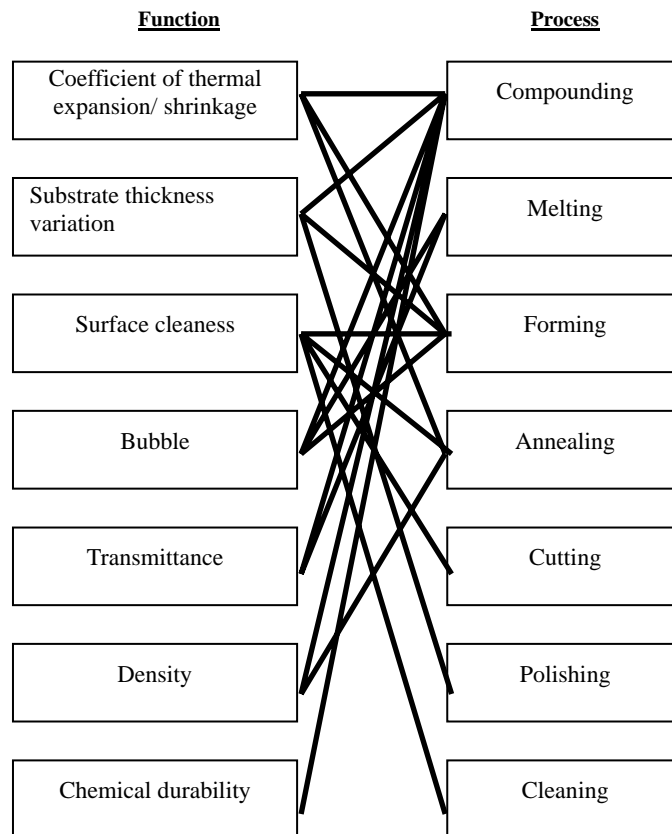 Function
Process
Coefficient of thermal
expansion/ shrinkage
Compounding
Substrate thickness
variation
Melting
Surface cleaness
Forming
Bubble
Annealing
Transmittance
Cutting
Density
Polishing
Chemical durability
Cleaning